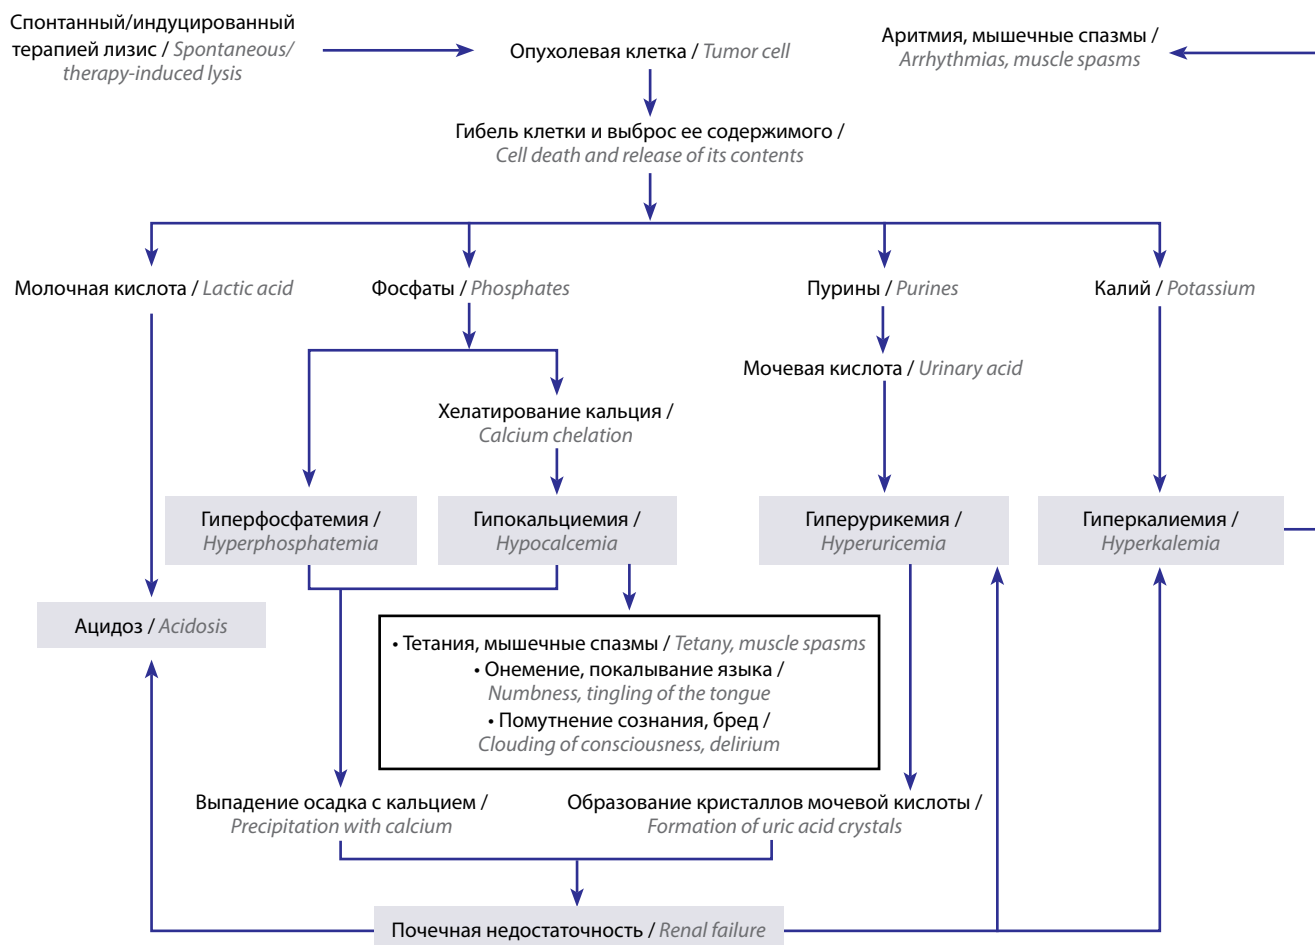 Спонтанный/индуцированный
терапией лизис / Spontaneous/
therapy-induced lysis
Опухолевая клетка / Tumor cell
Аритмия, мышечные спазмы /
Arrhythmias, muscle spasms
Гибель клетки и выброс ее содержимого /
Cell death and release of its contents
Молочная кислота / Lactic acid
Фосфаты / Phosphates
Пурины / Purines
Калий / Potassium
Мочевая кислота / Urinary acid
Хелатирование кальция /
Calcium chelation
Гиперфосфатемия /
Hyperphosphatemia
Гипокальциемия /
Hypocalcemia
Гиперурикемия /
Hyperuricemia
Гиперкалиемия /
Hyperkalemia
Ацидоз / Acidosis
• Тетания, мышечные спазмы / Tetany, muscle spasms
• Онемение, покалывание языка /
Numbness, tingling of the tongue
• Помутнение сознания, бред /
Clouding of consciousness, delirium
Выпадение осадка с кальцием /
Precipitation with calcium
Образование кристаллов мочевой кислоты /
Formation of uric acid crystals
Почечная недостаточность / Renal failure